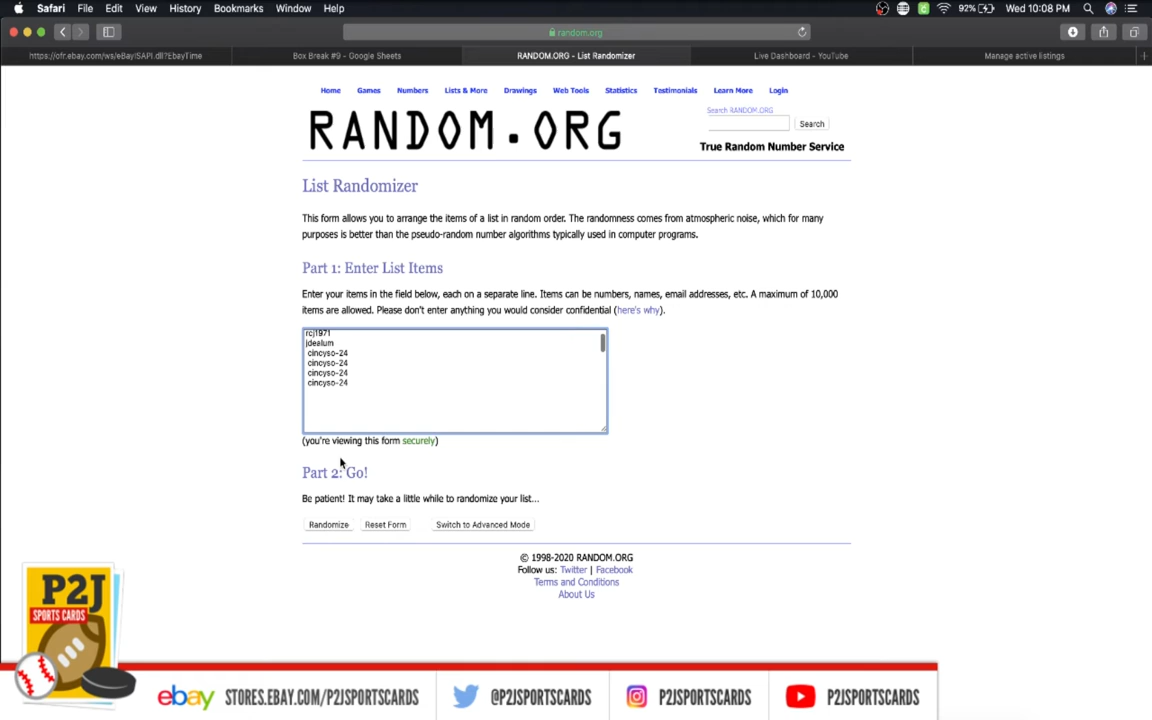 Safari File Edit View History Bookmarks Window Help 92% Wed 10:08 PM
random.org
https://ofr.ebay.com/ws/eBayISAPI.dll?EbayTime Box Break #9 - Google Sheets RANDOM.ORG - List Randomizer Live Dashboard - YouTube Manage active listings
Home Games Numbers Lists & More Drawings Web Tools Statistics Testimonials Learn More Login
Search RANDOM.ORG
Search
RANDOM.ORG
True Random Number Service
List Randomizer
This form allows you to arrange the items of a list in random order. The randomness comes from atmospheric noise, which for many
purposes is better than the pseudo-random number algorithms typically used in computer programs.
Part 1: Enter List Items
Enter your items in the field below, each on a separate line. Items can be numbers, names, email addresses, etc. A maximum of 10,000
items are allowed. Please don't enter anything you would consider confidential (here's why).
rcj1971
jdealum
cincyso-24
cincyso-24
cincyso-24
cincyso-24
(you're viewing this form securely)
Part 2: Go!
Be patient! It may take a little while to randomize your list...
Randomize Reset Form Switch to Advanced Mode
© 1998-2020 RANDOM.ORG
Follow us: Twitter | Facebook
Terms and Conditions
About Us
P2J
SPORTS CARDS
ebay STORES.EBAY.COM/P2JSPORTSCARDS @P2JSPORTSCARDS P2JSPORTSCARDS P2JSPORTSCARDS